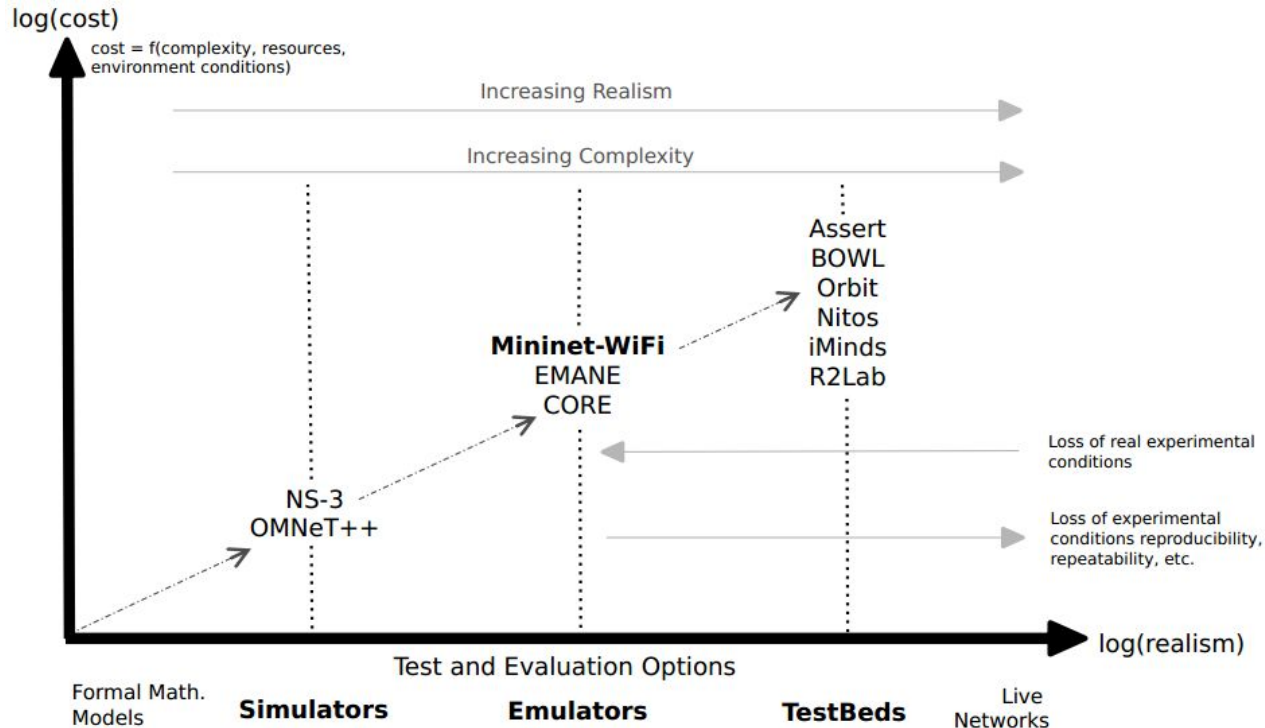 log(cost)
cost = f(complexity, resources,
environment conditions)
Increasing Realism
Increasing Complexity
Assert
BOWL
Orbit
Nitos
iMinds
R2Lab
Mininet-WiFi
EMANE
CORE
Loss of real experimental
conditions
NS-3
OMNeT++
Loss of experimental
conditions reproducibility,
repeatability, etc.
log(realism)
Test and Evaluation Options
Formal Math.
Models
Simulators
Emulators
TestBeds
Live
Networks